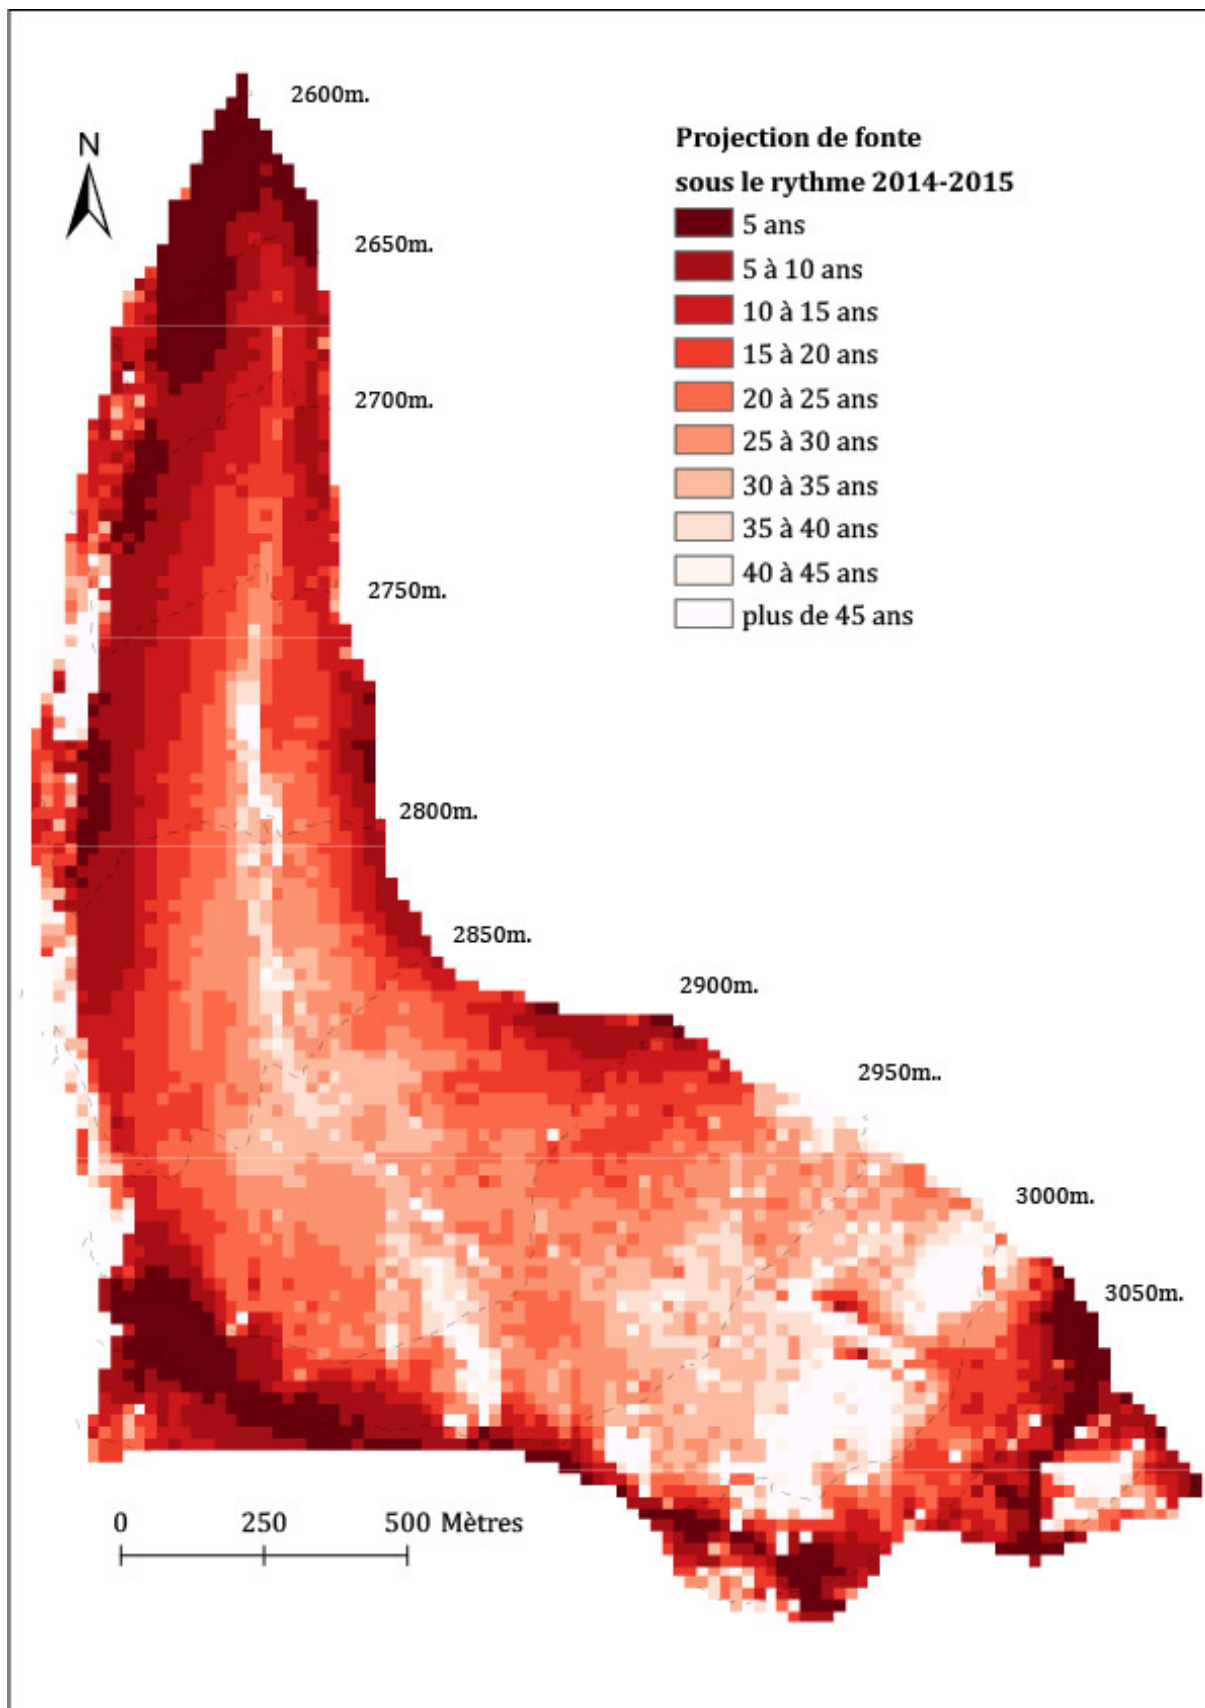 2600m.
N
Projection de fonte
sous le rythme 2014-2015
5 ans
5 à 10 ans
10 à 15 ans
15 à 20 ans
20 à 25 ans
25 à 30 ans
30 à 35 ans
35 à 40 ans
40 à 45 ans
plus de 45 ans
2650m.
2700m.
2750m.
2800m.
2850m.
2900m.
2950m..
3000m.
3050m.
0 250 500 Mètres